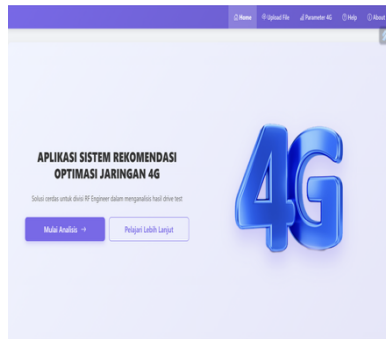 Home Upload File Parameter 4G Help About
APLIKASI SISTEM REKOMENDASI
OPTIMASI JARINGAN 4G
Solusi cerdas untuk divisi RF Engineer dalam menganalisis hasil drive test
Mulai Analisis →
Pelajari Lebih Lanjut
4G